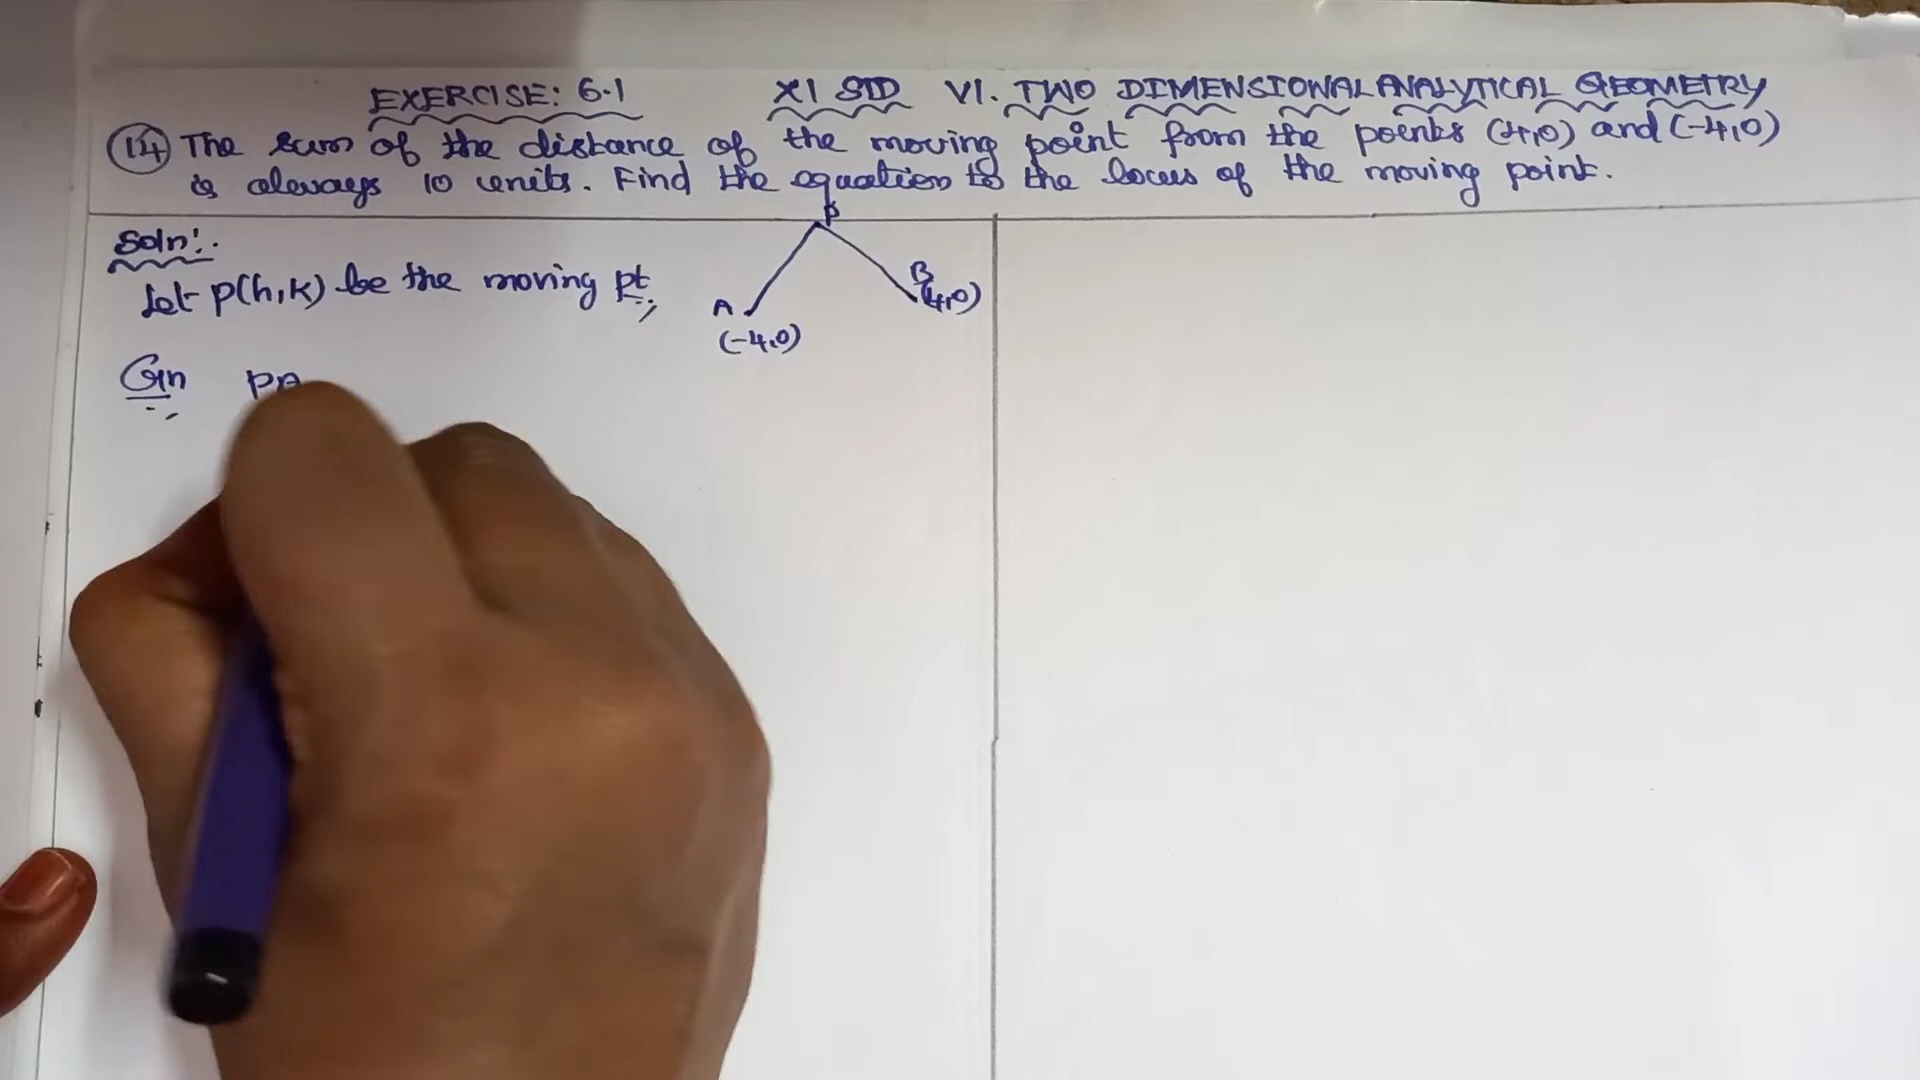 EXERCISE: 6.1 XI STD VI. TWO DIMENSIONAL ANALYTICAL GEOMETRY
14 The sum of the distance of the moving point from the points (4,0) and (-4,0)
is always 10 units. Find the equation to the locus of the moving point.
Soln:
Let P(h,k) be the moving pt,
P
A
(-4,0)
B
(4,0)
Gn PA